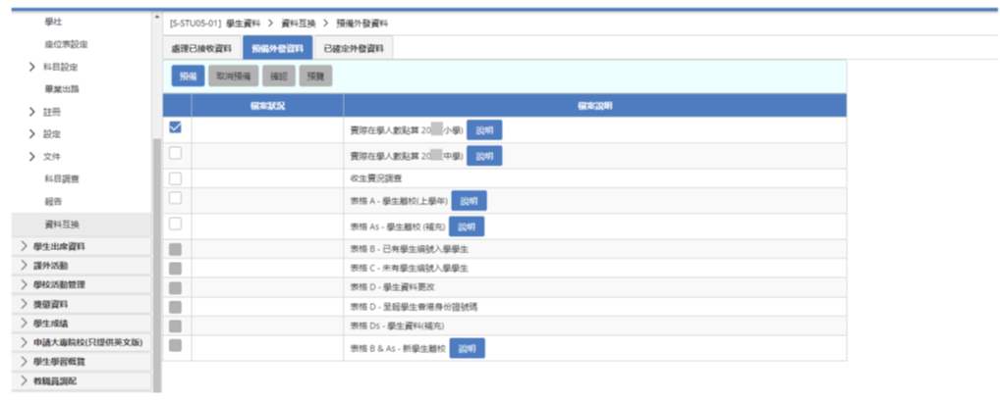 [S-STU05-01] 學生資料 > 資料互換 > 預備外發資料
學社
座位表設定
科目設定
畢業出路
註冊
設定
文件
科目調查
報告
資料互換
學生出席資料
課外活動
學校活動管理
獎懲資料
學生成績
申請大專院校(只提供英文版)
學生學習概覽
教職員調配
處理已接收資料 預備外發資料 已確定外發資料
預備 取消預備 確認 預覽
檔案狀況 檔案說明
實際在學人數點算 20 小學) 說明
實際在學人數點算 20 中學) 說明
收生實況調查
表格 A - 學生離校(上學年) 說明
表格 As - 學生離校 (補充) 說明
表格 B - 已有學生編號入學學生
表格 C - 未有學生編號入學學生
表格 D - 學生資料更改
表格 D - 呈報學生香港身份證號碼
表格 Ds - 學生資料(補充)
表格 B & As - 新學生離校 說明